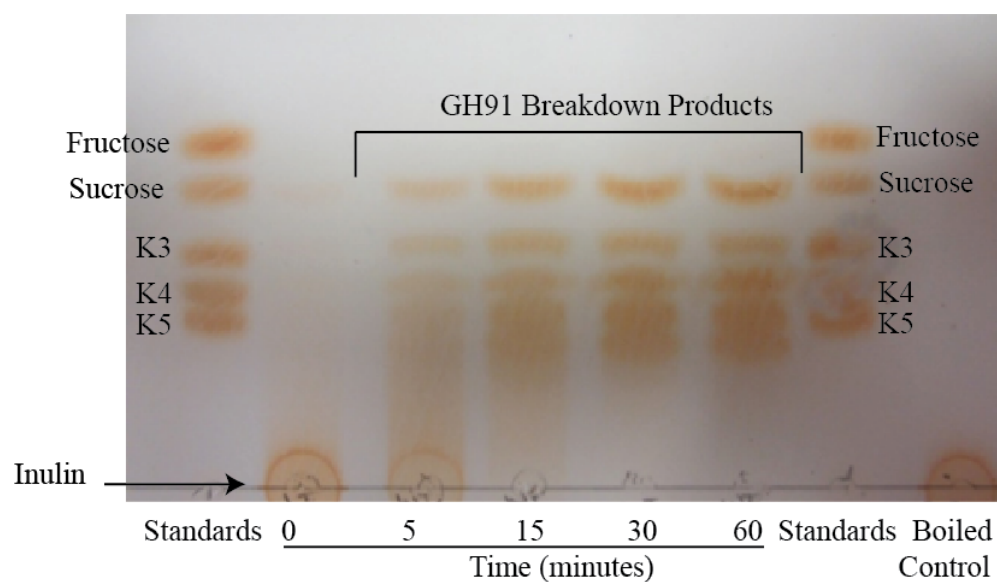 GH91 Breakdown Products
Fructose
Sucrose
K3
K4
K5
Fructose
Sucrose
K3
K4
K5
Inulin
Standards 0 5 15 30 60 Standards Boiled Control
Time (minutes)